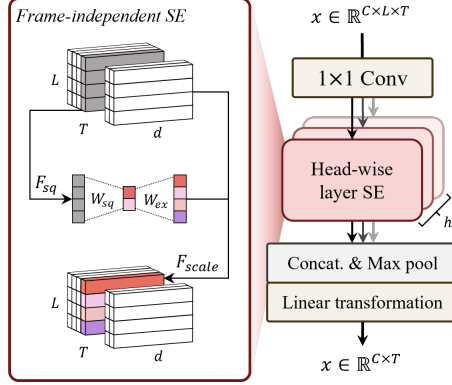 Frame-independent SE
L
T
d
F_sq
W_sq
W_ex
F_scale
L
T
d
x ∈ ℝ^{C×L×T}
1×1 Conv
Head-wise
layer SE
h
Concat. & Max pool
Linear transformation
x ∈ ℝ^{C×T}